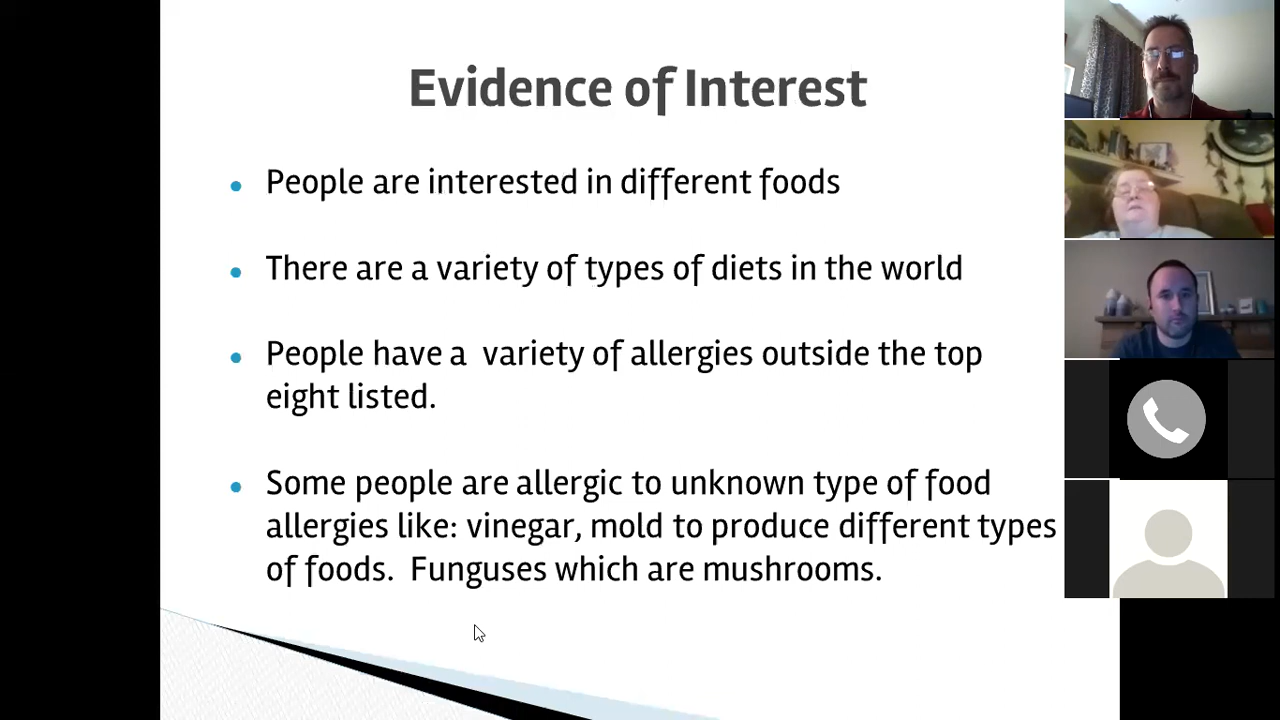 Evidence of Interest
• People are interested in different foods
• There are a variety of types of diets in the world
• People have a  variety of allergies outside the top
eight listed.
• Some people are allergic to unknown type of food
allergies like: vinegar, mold to produce different types
of foods.  Funguses which are mushrooms.